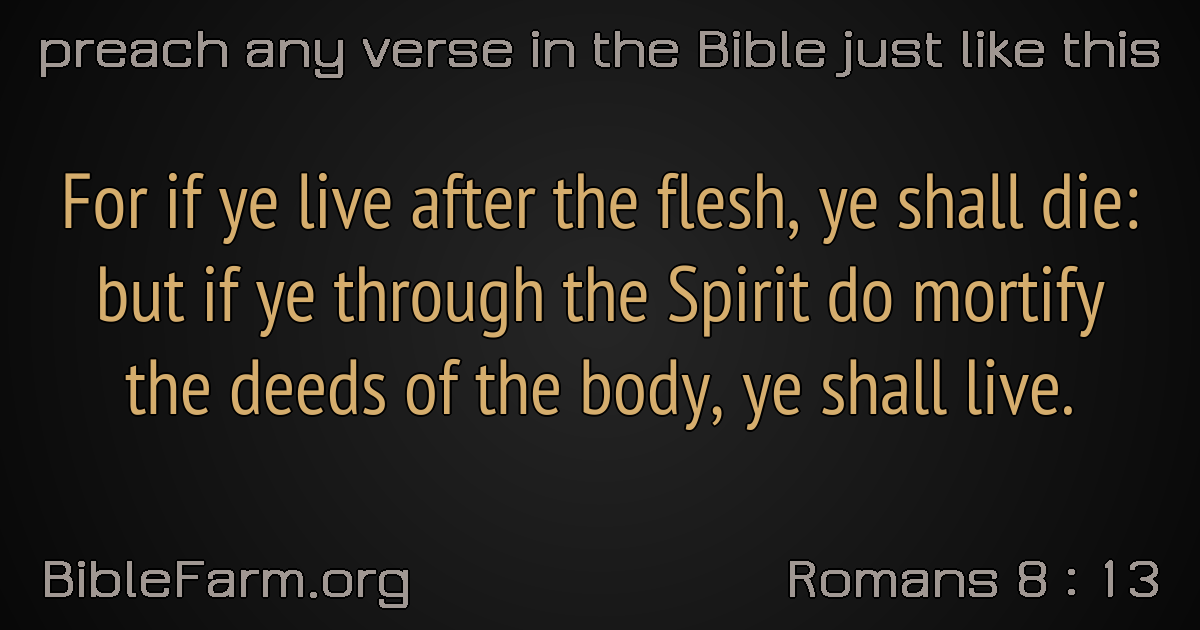 preach any verse in the Bible just like this
For if ye live after the flesh, ye shall die:
but if ye through the Spirit do mortify
the deeds of the body, ye shall live.
BibleFarm.org
Romans 8 : 13